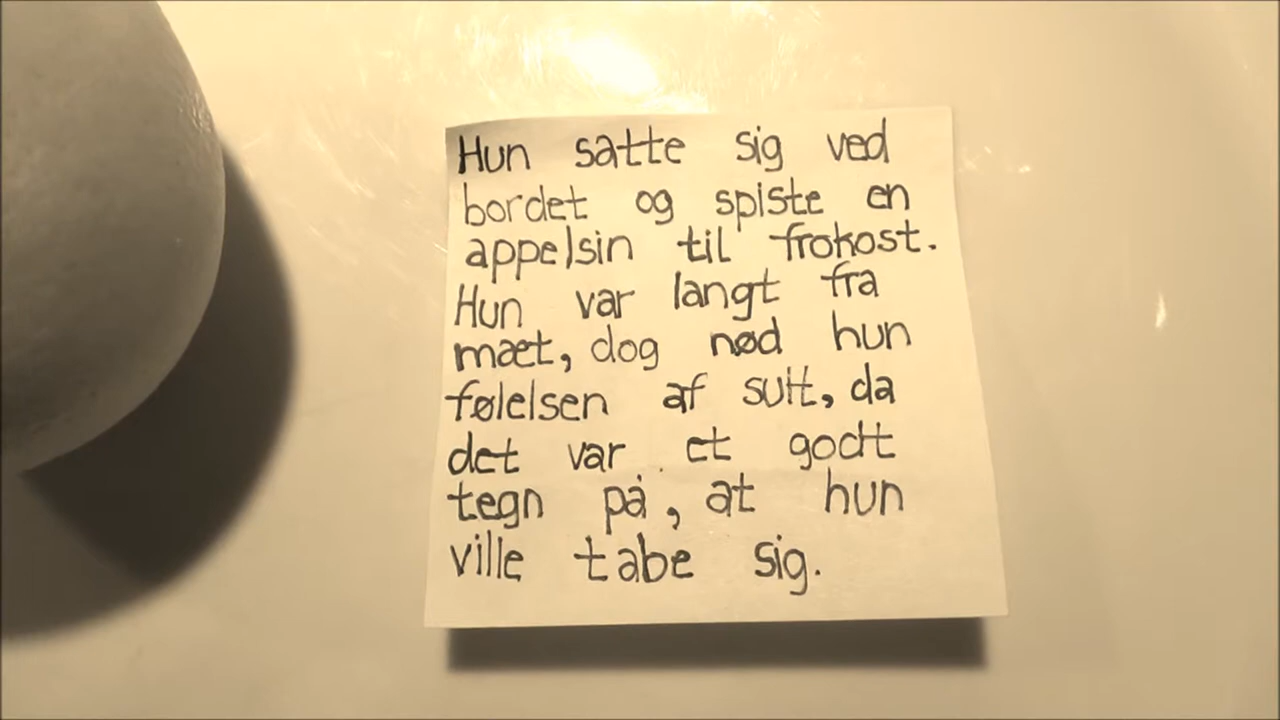 Hun satte sig ved
bordet og spiste en
appelsin til frokost.
Hun var langt fra
mæt, dog nød hun
følelsen af sult, da
det var et godt
tegn på, at hun
ville tabe sig.